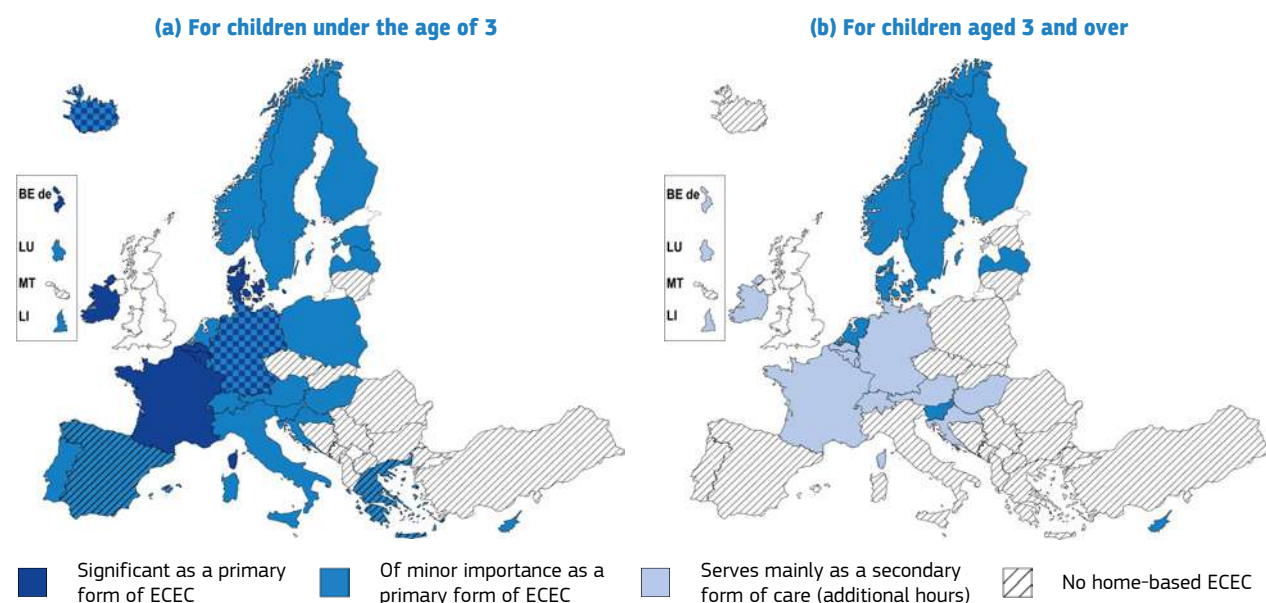 (a) For children under the age of 3
(b) For children aged 3 and over
BE de
LU
MT
LI
BE de
LU
MT
LI
Significant as a primary
form of ECEC
Of minor importance as a
primary form of ECEC
Serves mainly as a secondary
form of care (additional hours)
No home-based ECEC